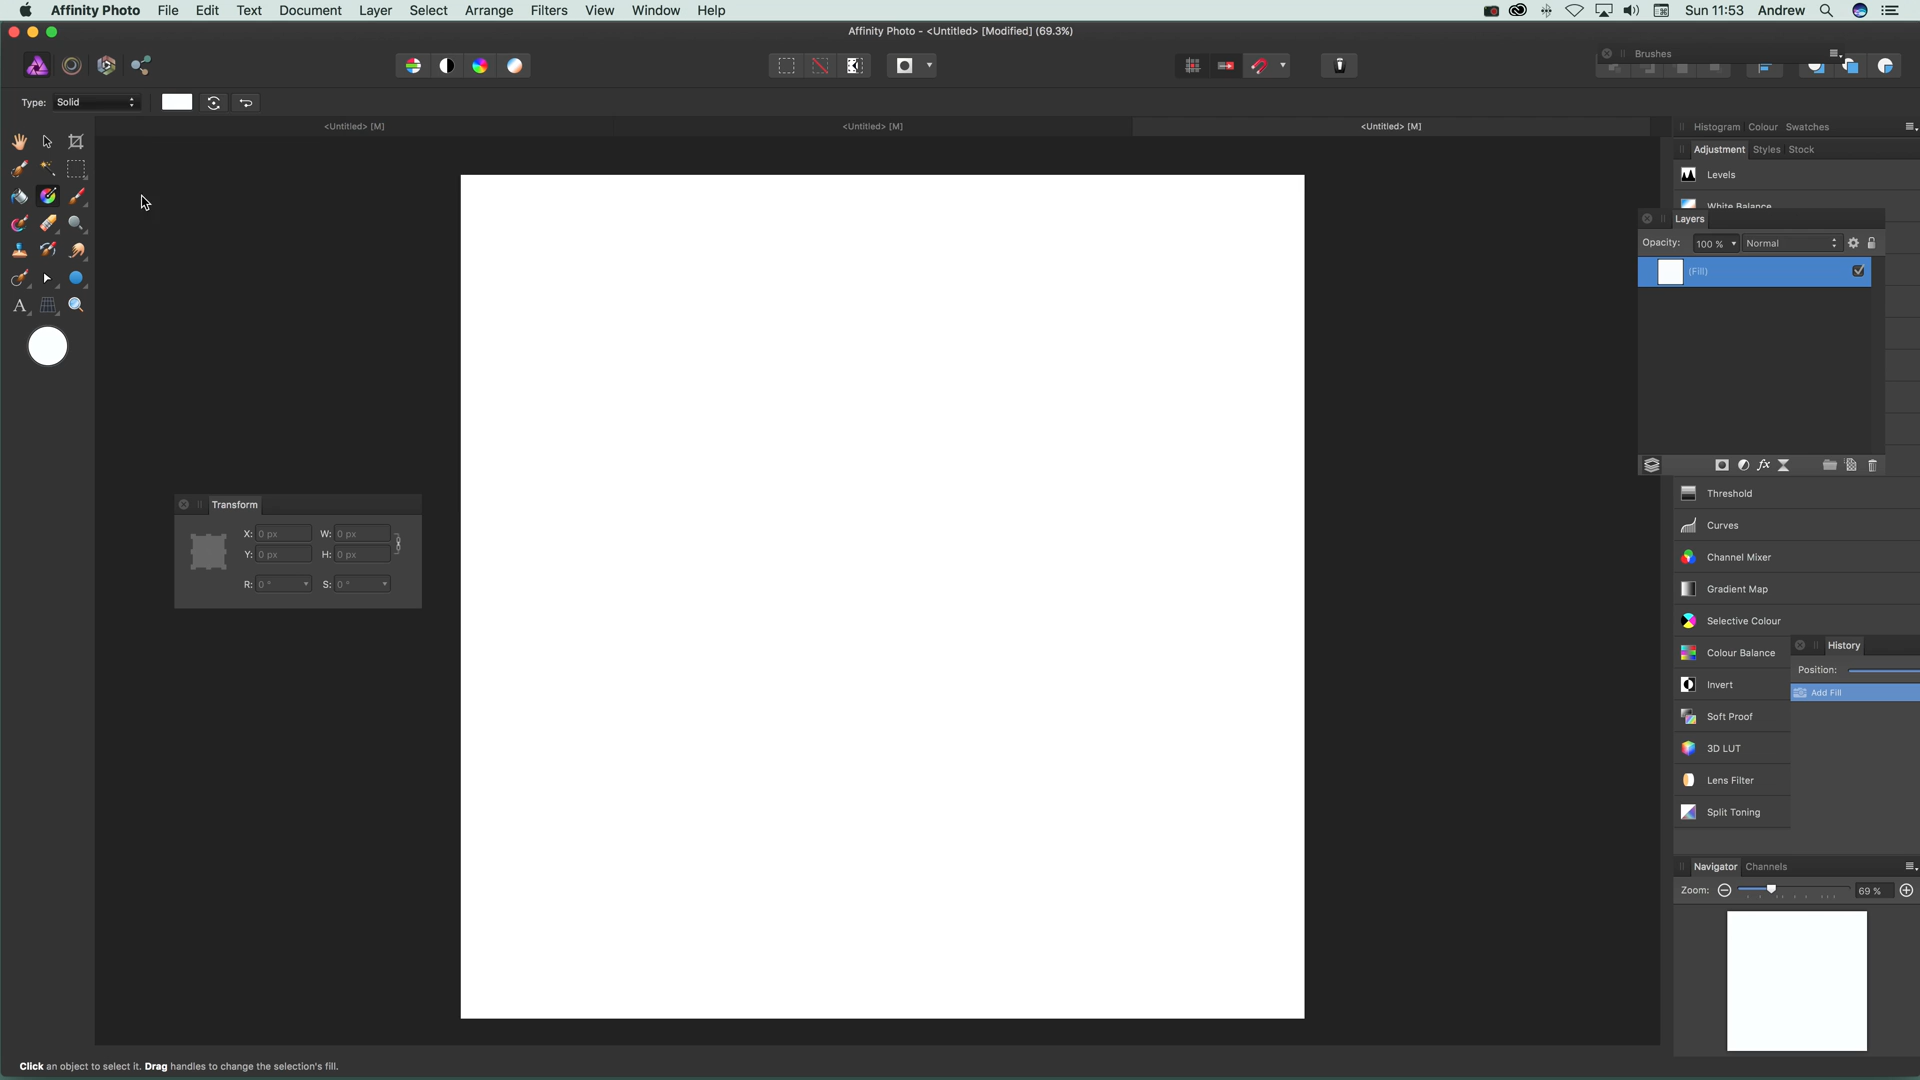 Affinity Photo File Edit Text Document Layer Select Arrange Filters View Window Help Sun 11:53 Andrew
Affinity Photo - <Untitled> [Modified] (69.3%)
Brushes
Type: Solid
<Untitled> [M] <Untitled> [M] <Untitled> [M]
Histogram Colour Swatches
Adjustment Styles Stock
Levels
White Balance
Layers
Opacity: 100 % Normal
(Fill)
A
fx
Threshold
Transform
Curves
X: 0 px W: 0 px
Y: 0 px H: 0 px
Channel Mixer
R: 0 ° S: 0 °
Gradient Map
Selective Colour
History
Colour Balance
Position:
Invert
Add Fill
Soft Proof
3D LUT
Lens Filter
Split Toning
Navigator Channels
Zoom: 69 %
Click an object to select it. Drag handles to change the selection's fill.